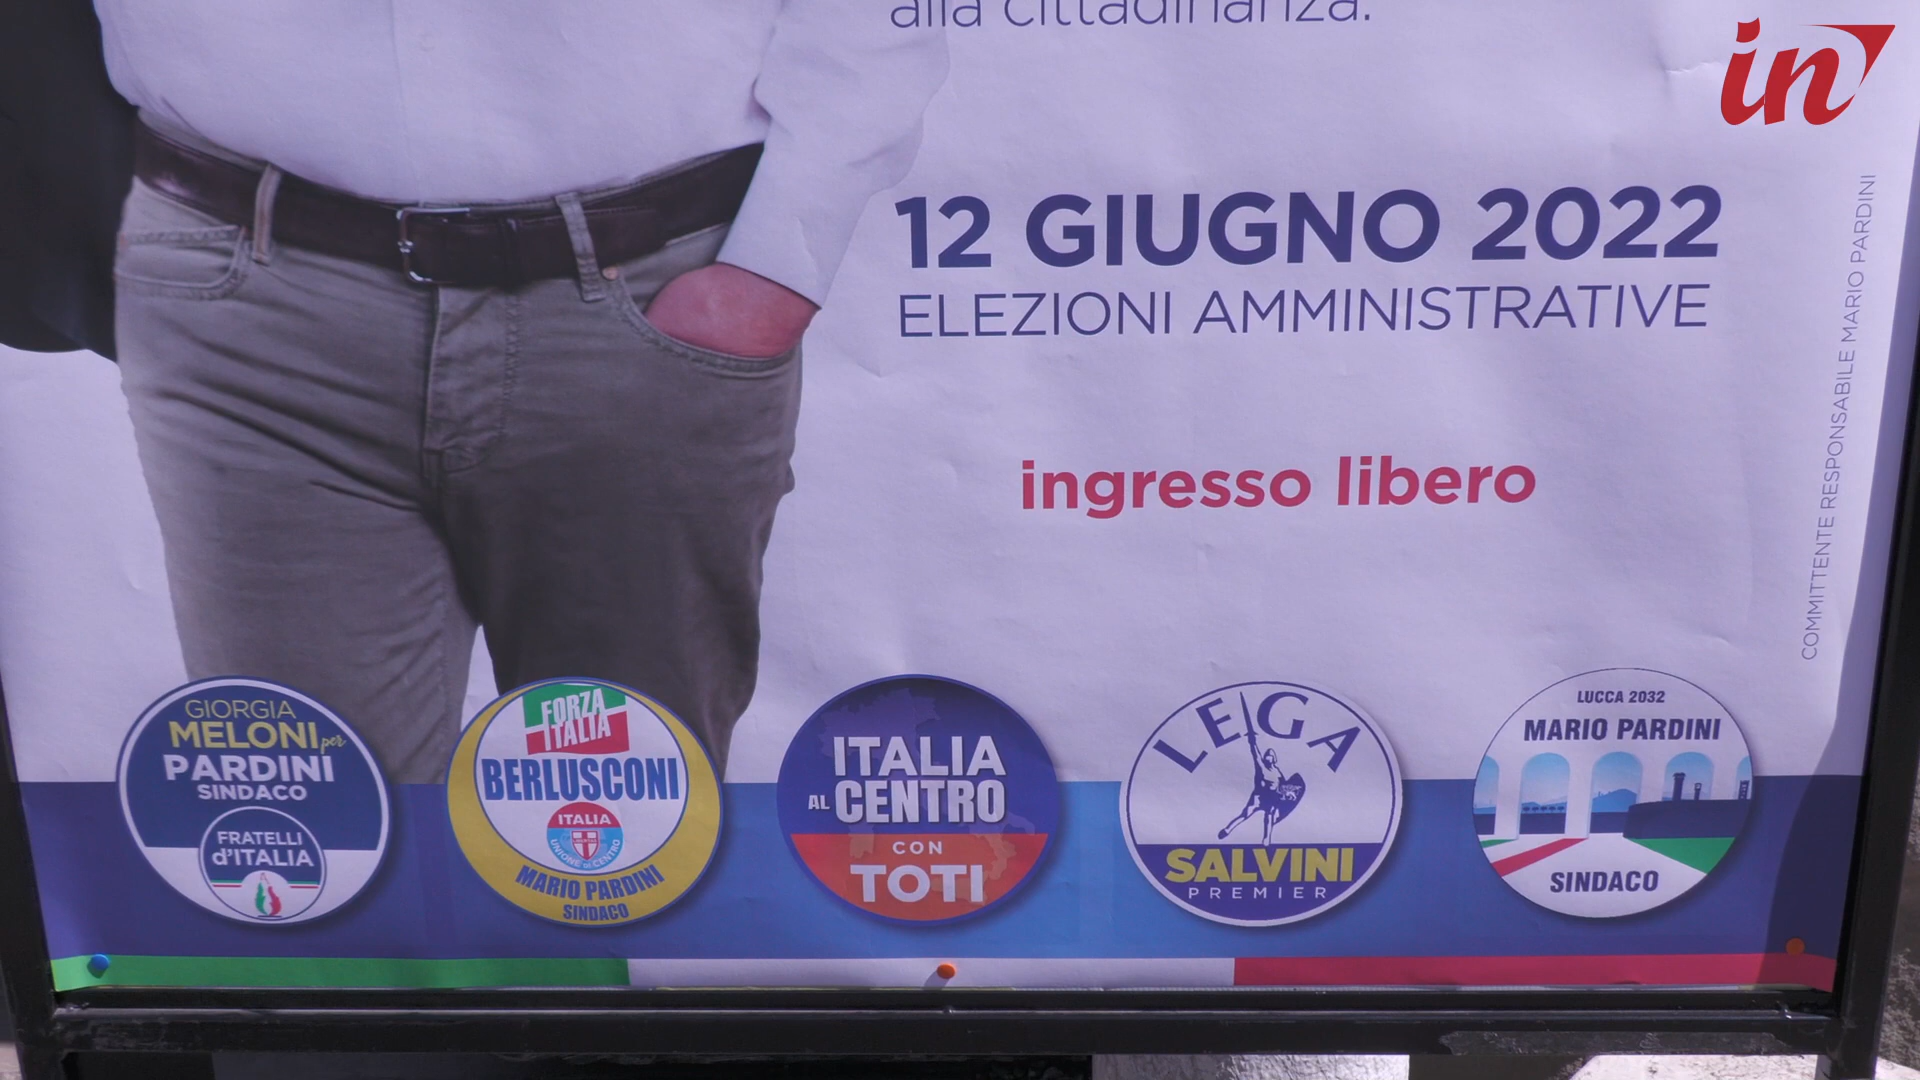 alla cittadinanza.
in
12 GIUGNO 2022
ELEZIONI AMMINISTRATIVE
ingresso libero
COMMITTENTE RESPONSABILE MARIO PARDINI
GIORGIA
MELONI per
PARDINI
SINDACO
FRATELLI
d'ITALIA
FORZA
ITALIA
BERLUSCONI
ITALIA
UNIONE DI CENTRO
MARIO PARDINI
SINDACO
ITALIA
AL CENTRO
CON
TOTI
LEGA
SALVINI
PREMIER
LUCCA 2032
MARIO PARDINI
SINDACO